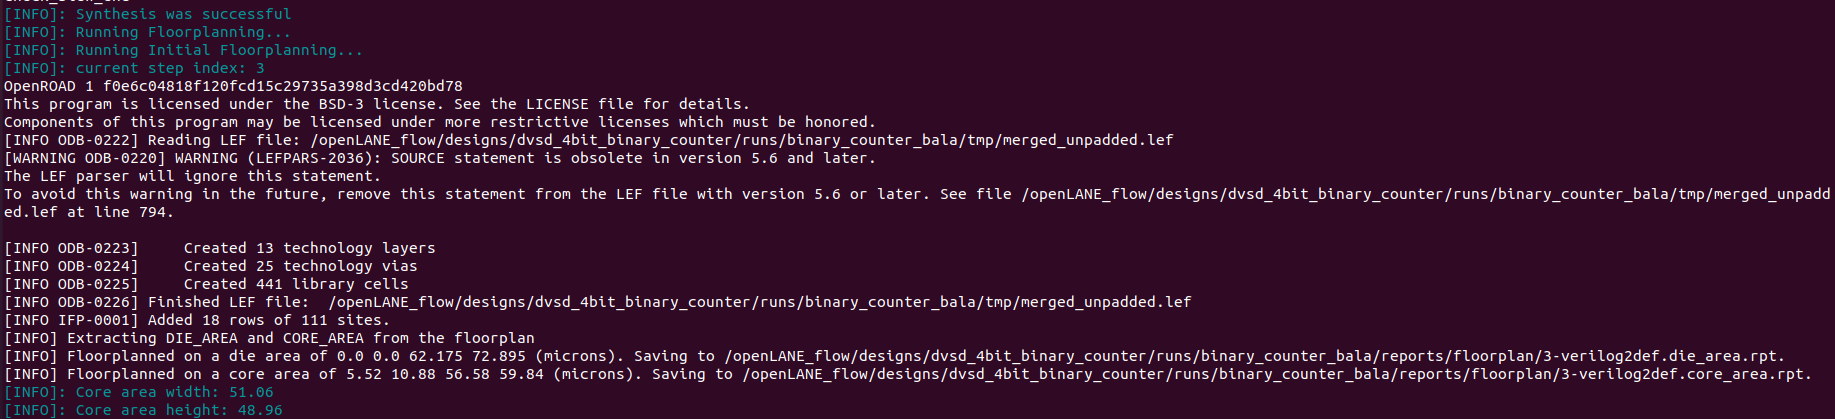 [INFO]: Synthesis was successful
[INFO]: Running Floorplanning...
[INFO]: Running Initial Floorplanning...
[INFO]: current step index: 3
OpenROAD 1 f0e6c04818f120fcd15c29735a398d3cd420bd78
This program is licensed under the BSD-3 license. See the LICENSE file for details.
Components of this program may be licensed under more restrictive licenses which must be honored.
[INFO ODB-0222] Reading LEF file: /openLANE_flow/designs/dvsd_4bit_binary_counter/runs/binary_counter_bala/tmp/merged_unpadded.lef
[WARNING ODB-0220] WARNING (LEFPARS-2036): SOURCE statement is obsolete in version 5.6 and later.
The LEF parser will ignore this statement.
To avoid this warning in the future, remove this statement from the LEF file with version 5.6 or later. See file /openLANE_flow/designs/dvsd_4bit_binary_counter/runs/binary_counter_bala/tmp/merged_unpadd
ed.lef at line 794.
[INFO ODB-0223]     Created 13 technology layers
[INFO ODB-0224]     Created 25 technology vias
[INFO ODB-0225]     Created 441 library cells
[INFO ODB-0226] Finished LEF file:  /openLANE_flow/designs/dvsd_4bit_binary_counter/runs/binary_counter_bala/tmp/merged_unpadded.lef
[INFO IFP-0001] Added 18 rows of 111 sites.
[INFO] Extracting DIE_AREA and CORE_AREA from the floorplan
[INFO] Floorplanned on a die area of 0.0 0.0 62.175 72.895 (microns). Saving to /openLANE_flow/designs/dvsd_4bit_binary_counter/runs/binary_counter_bala/reports/floorplan/3-verilog2def.die_area.rpt.
[INFO] Floorplanned on a core area of 5.52 10.88 56.58 59.84 (microns). Saving to /openLANE_flow/designs/dvsd_4bit_binary_counter/runs/binary_counter_bala/reports/floorplan/3-verilog2def.core_area.rpt.
[INFO]: Core area width: 51.06
[INFO]: Core area height: 48.96